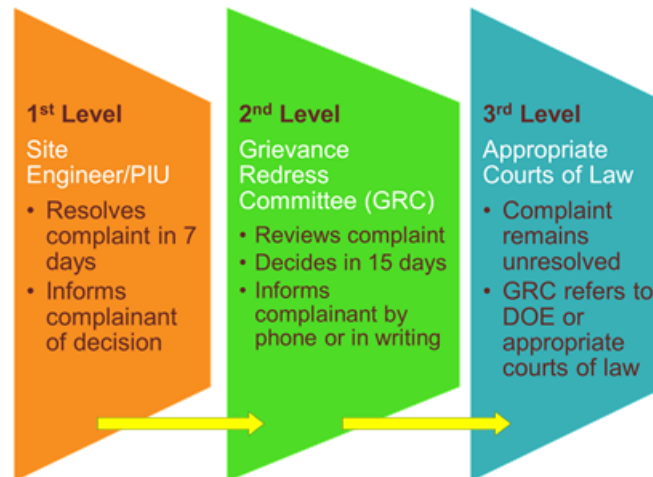 1st Level
Site
Engineer/PIU
• Resolves
complaint in 7
days
• Informs
complainant
of decision
2nd Level
Grievance
Redress
Committee (GRC)
• Reviews complaint
• Decides in 15 days
• Informs
complainant by
phone or in writing
3rd Level
Appropriate
Courts of Law
• Complaint
remains
unresolved
• GRC refers to
DOE or
appropriate
courts of law